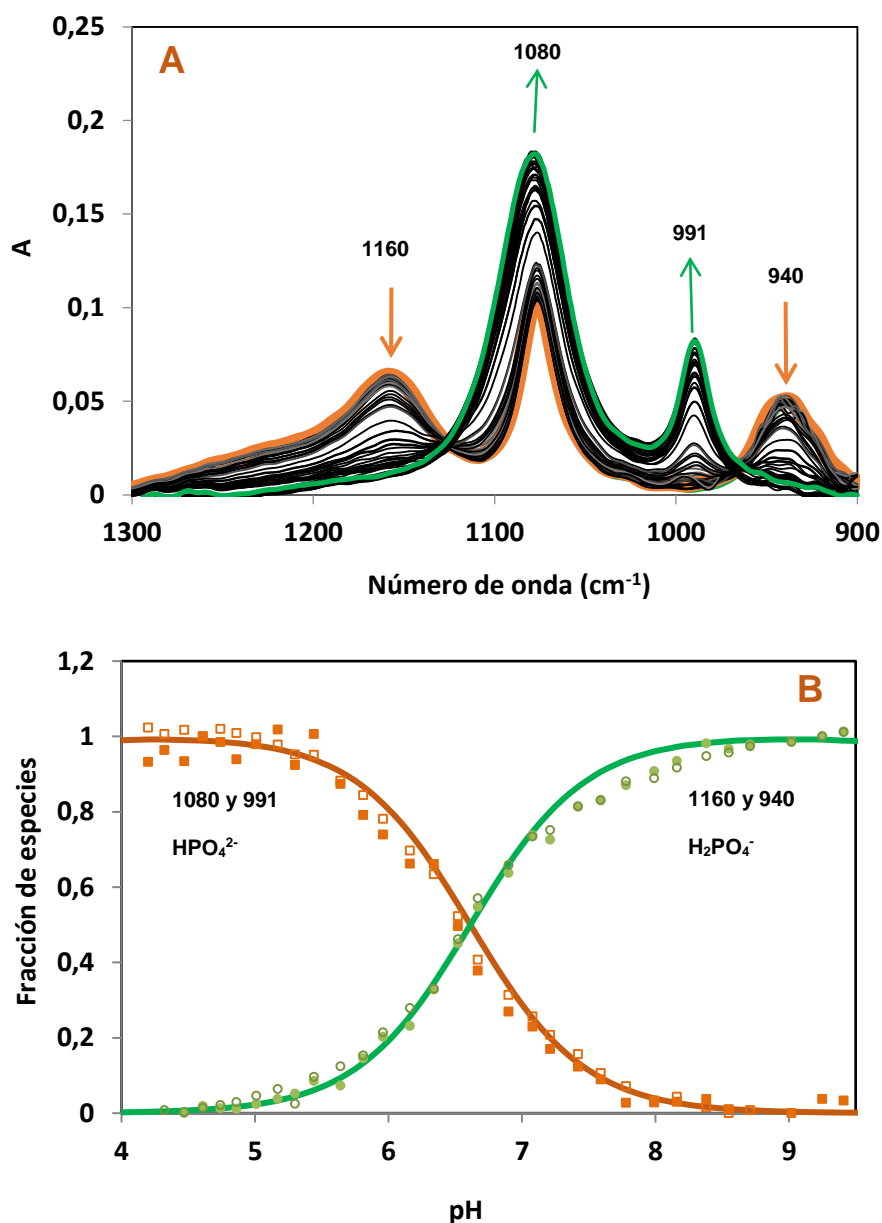 A
0,25
0,2
0,15
0,1
0,05
0
A
1160
1080
991
940
1300 1200 1100 1000 900
Número de onda (cm⁻¹)
B
1,2
1
0,8
0,6
0,4
0,2
0
Fracción de especies
1080 y 991
HPO₄²⁻
1160 y 940
H₂PO₄⁻
4 5 6 7 8 9
pH